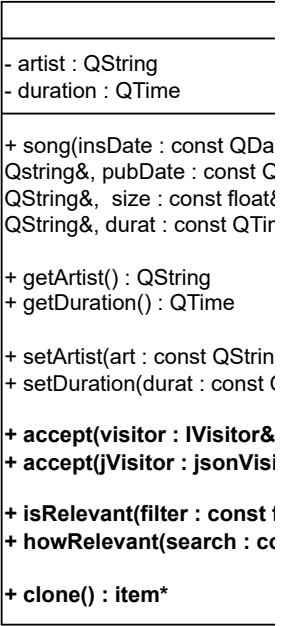 - artist : QString
- duration : QTime
+ song(insDate : const QDa
Qstring&, pubDate : const Q
QString&, size : const float&
QString&, durat : const QTim
+ getArtist() : QString
+ getDuration() : QTime
+ setArtist(art : const QStrin
+ setDuration(durat : const Q
+ accept(visitor : IVisitor&
+ accept(jVisitor : jsonVisi
+ isRelevant(filter : const f
+ howRelevant(search : co
+ clone() : item*